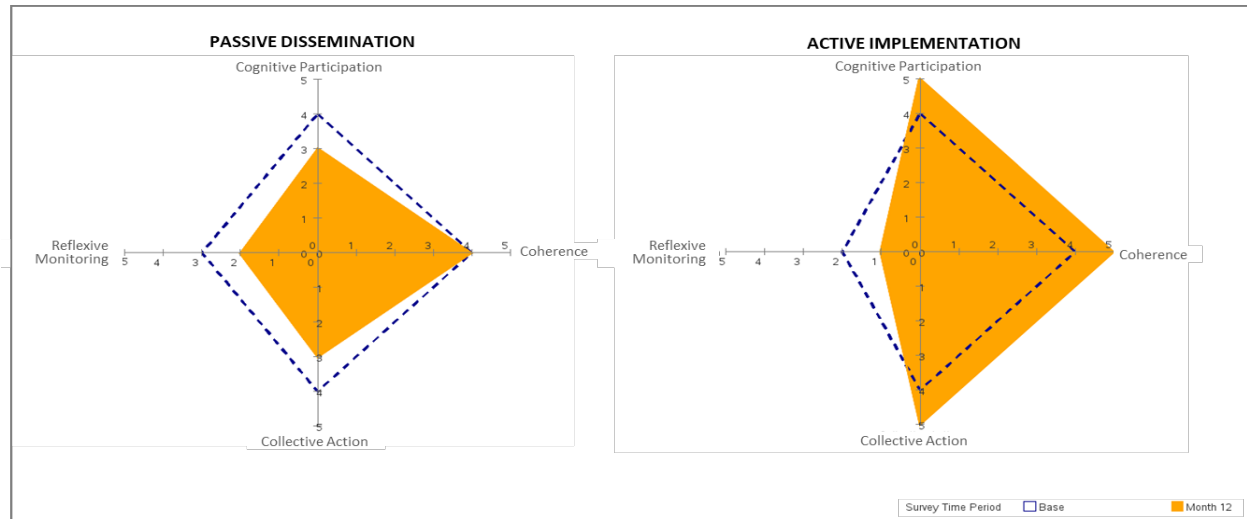 PASSIVE DISSEMINATION
Cognitive Participation
5
4
3
2
1
0
Reflexive
Monitoring
5 4 3 2 1 0
0 1 2 3 4 5
Coherence
1
2
3
4
5
Collective Action
ACTIVE IMPLEMENTATION
Cognitive Participation
5
4
3
2
1
0
Reflexive
Monitoring
5 4 3 2 1 0
0 1 2 3 4 5
Coherence
1
2
3
4
5
Collective Action
Survey Time Period Base Month 12